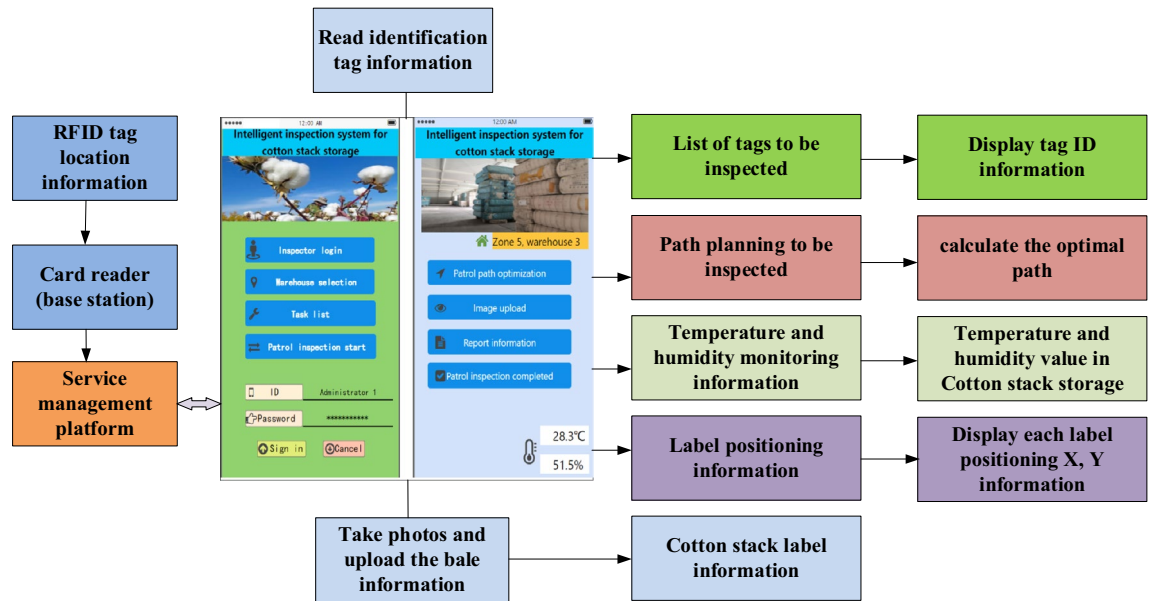 Read identification
tag information
RFID tag
location
information
Card reader
(base station)
Service
management
platform
***** 12:00 AM
Intelligent inspection system for
cotton stack storage
Inspector login
Warehouse selection
Task list
Patrol inspection start
ID Administrator 1
Password ***********
Sign in Cancel
***** 12:00 AM
Intelligent inspection system for
cotton stack storage
Zone 5, warehouse 3
Patrol path optimization
Image upload
Report information
Patrol inspection completed
28.3℃
51.5%
List of tags to be
inspected
Display tag ID
information
Path planning to be
inspected
calculate the optimal
path
Temperature and
humidity monitoring
information
Temperature and
humidity value in
Cotton stack storage
Label positioning
information
Display each label
positioning X, Y
information
Take photos and
upload the bale
information
Cotton stack label
information